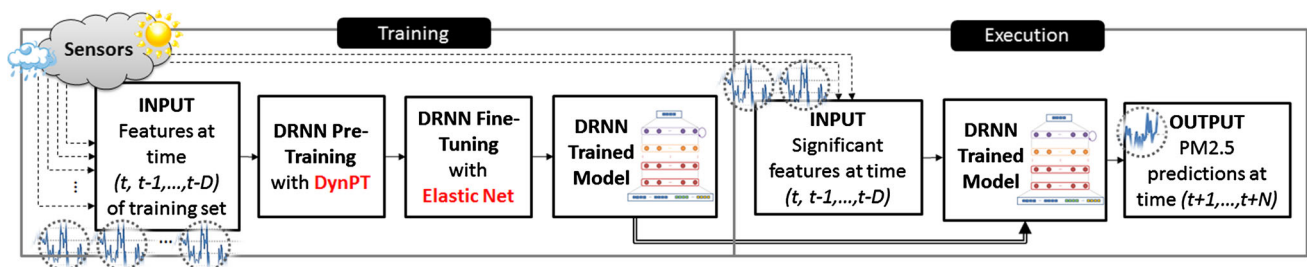 Sensors
Training
Execution
INPUT
Features at
time
(t, t-1,...,t-D)
of training set
DRNN Pre-
Training
with DynPT
DRNN Fine-
Tuning
with
Elastic Net
DRNN
Trained
Model
INPUT
Significant
features at time
(t, t-1,...,t-D)
DRNN
Trained
Model
OUTPUT
PM2.5
predictions at
time (t+1,...,t+N)